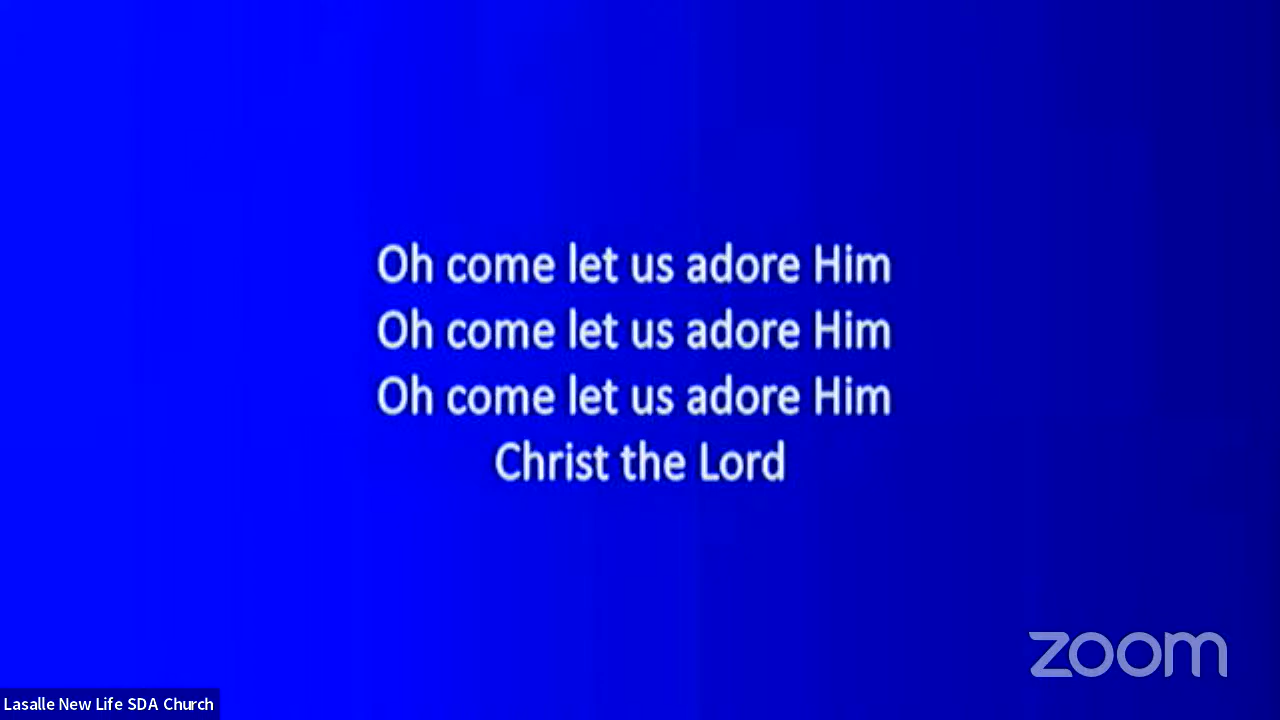 Oh come let us adore Him
Oh come let us adore Him
Oh come let us adore Him
Christ the Lord
zoom
Lasalle New Life SDA Church